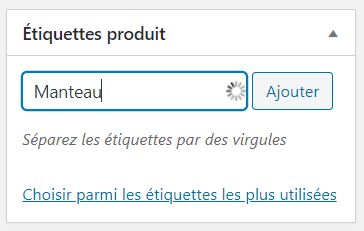 Étiquettes produit
Manteau
Ajouter
Séparez les étiquettes par des virgules
Choisir parmi les étiquettes les plus utilisées